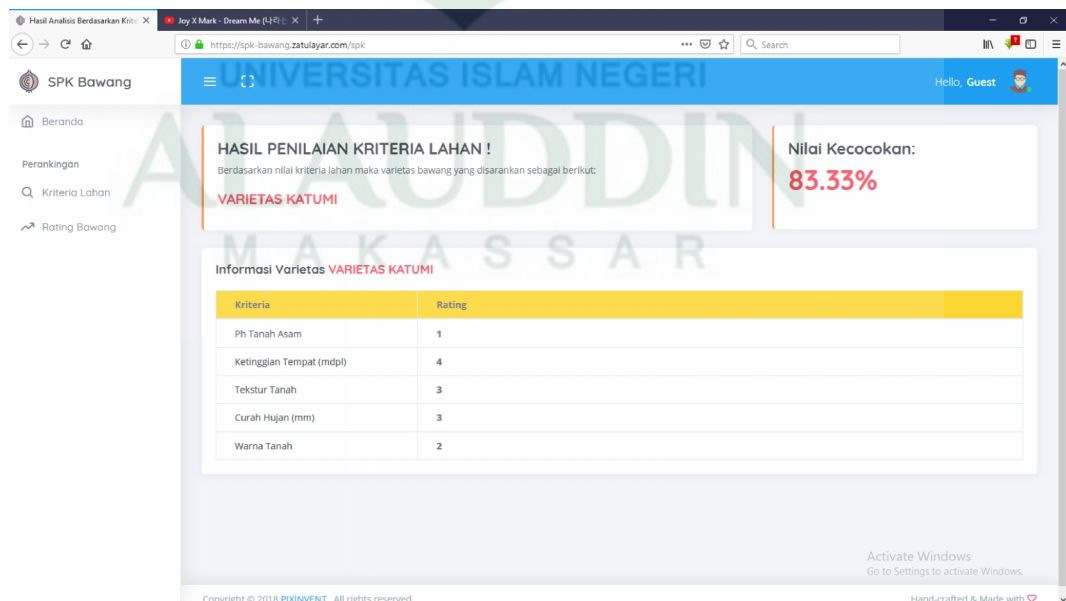 Hasil Analisis Berdasarkan Krite
Joy X Mark - Dream Me
https://spk-bawang.zatulayar.com/spk
Search
SPK Bawang
Hello, Guest
UNIVERSITAS ISLAM NEGERI
ALAUDDIN
MAKASSAR
Beranda
Perankingan
Kriteria Lahan
Rating Bawang
HASIL PENILAIAN KRITERIA LAHAN !
Berdasarkan nilai kriteria lahan maka varietas bawang yang disarankan sebagai berikut:
VARIETAS KATUMI
Nilai Kecocokan:
83.33%
Informasi Varietas VARIETAS KATUMI
Kriteria Rating
Ph Tanah Asam 1
Ketinggian Tempat (mdpl) 4
Tekstur Tanah 3
Curah Hujan (mm) 3
Warna Tanah 2
Activate Windows
Go to Settings to activate Windows.
Copyright © 2018 PIXINVENT, All rights reserved.
Hand-crafted & Made with